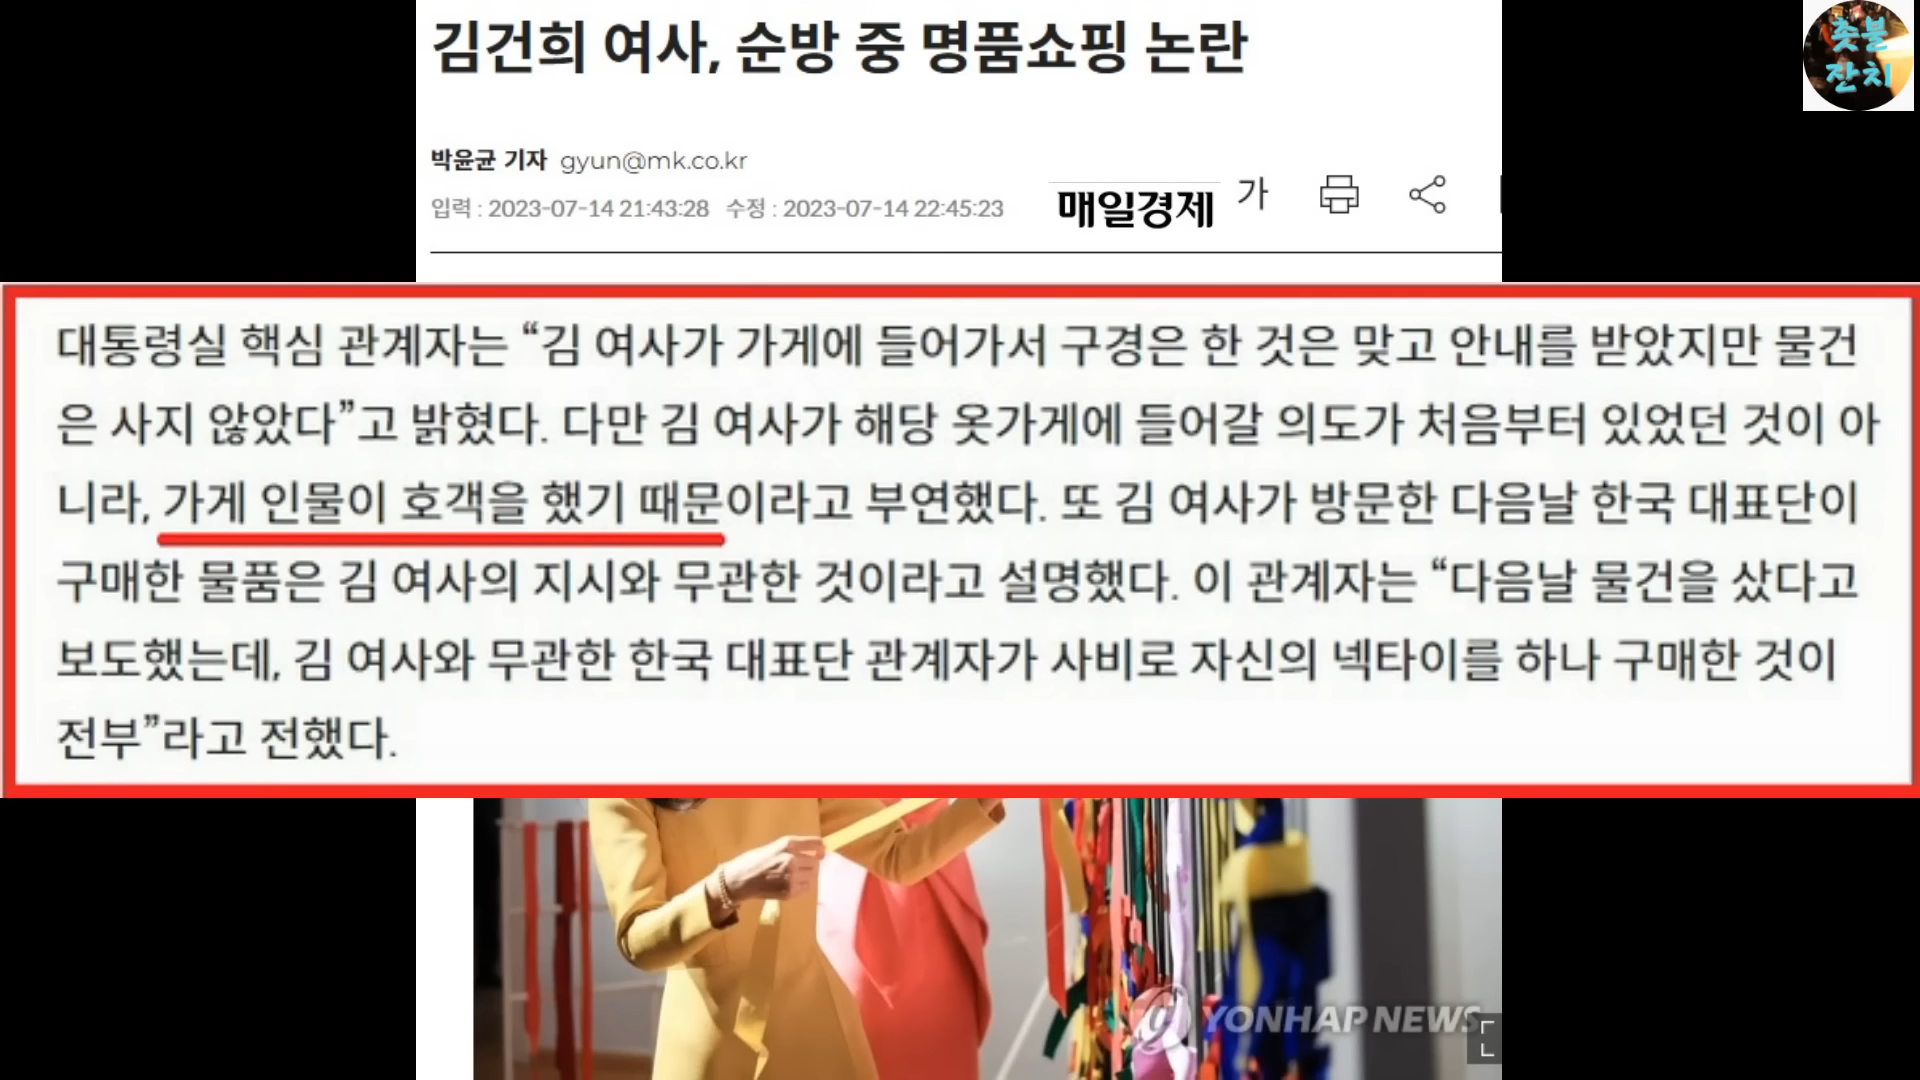 김건희 여사, 순방 중 명품쇼핑 논란
촛불
잔치
박윤균 기자 gyun@mk.co.kr
입력 : 2023-07-14 21:43:28 수정 : 2023-07-14 22:45:23
매일경제
가
대통령실 핵심 관계자는 “김 여사가 가게에 들어가서 구경은 한 것은 맞고 안내를 받았지만 물건
은 사지 않았다”고 밝혔다. 다만 김 여사가 해당 옷가게에 들어갈 의도가 처음부터 있었던 것이 아
니라, 가게 인물이 호객을 했기 때문이라고 부연했다. 또 김 여사가 방문한 다음날 한국 대표단이
구매한 물품은 김 여사의 지시와 무관한 것이라고 설명했다. 이 관계자는 “다음날 물건을 샀다고
보도했는데, 김 여사와 무관한 한국 대표단 관계자가 사비로 자신의 넥타이를 하나 구매한 것이
전부”라고 전했다.
YONHAP NEWS